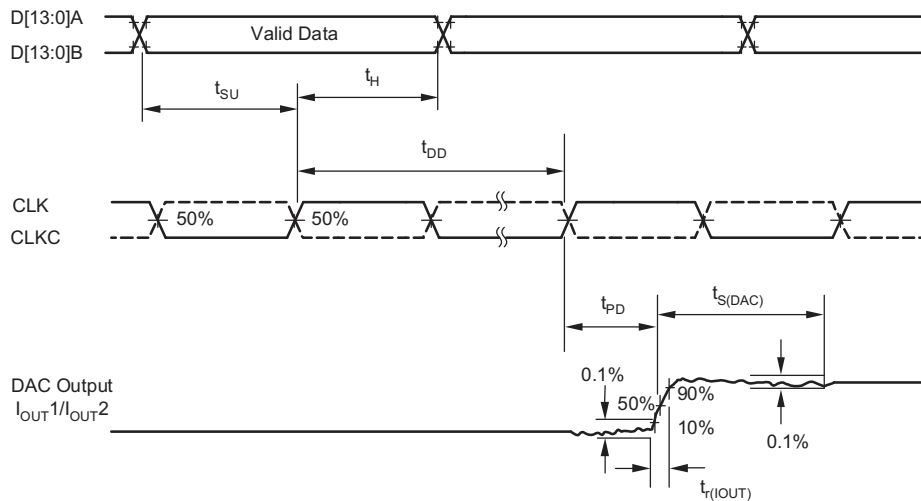 D[13:0]A
D[13:0]B
Valid Data
tSU
tH
tDD
CLK
CLKC
50%
50%
tPD
tS(DAC)
DAC Output
IOUT1/IOUT2
0.1%
50%
90%
10%
0.1%
tr(IOUT)